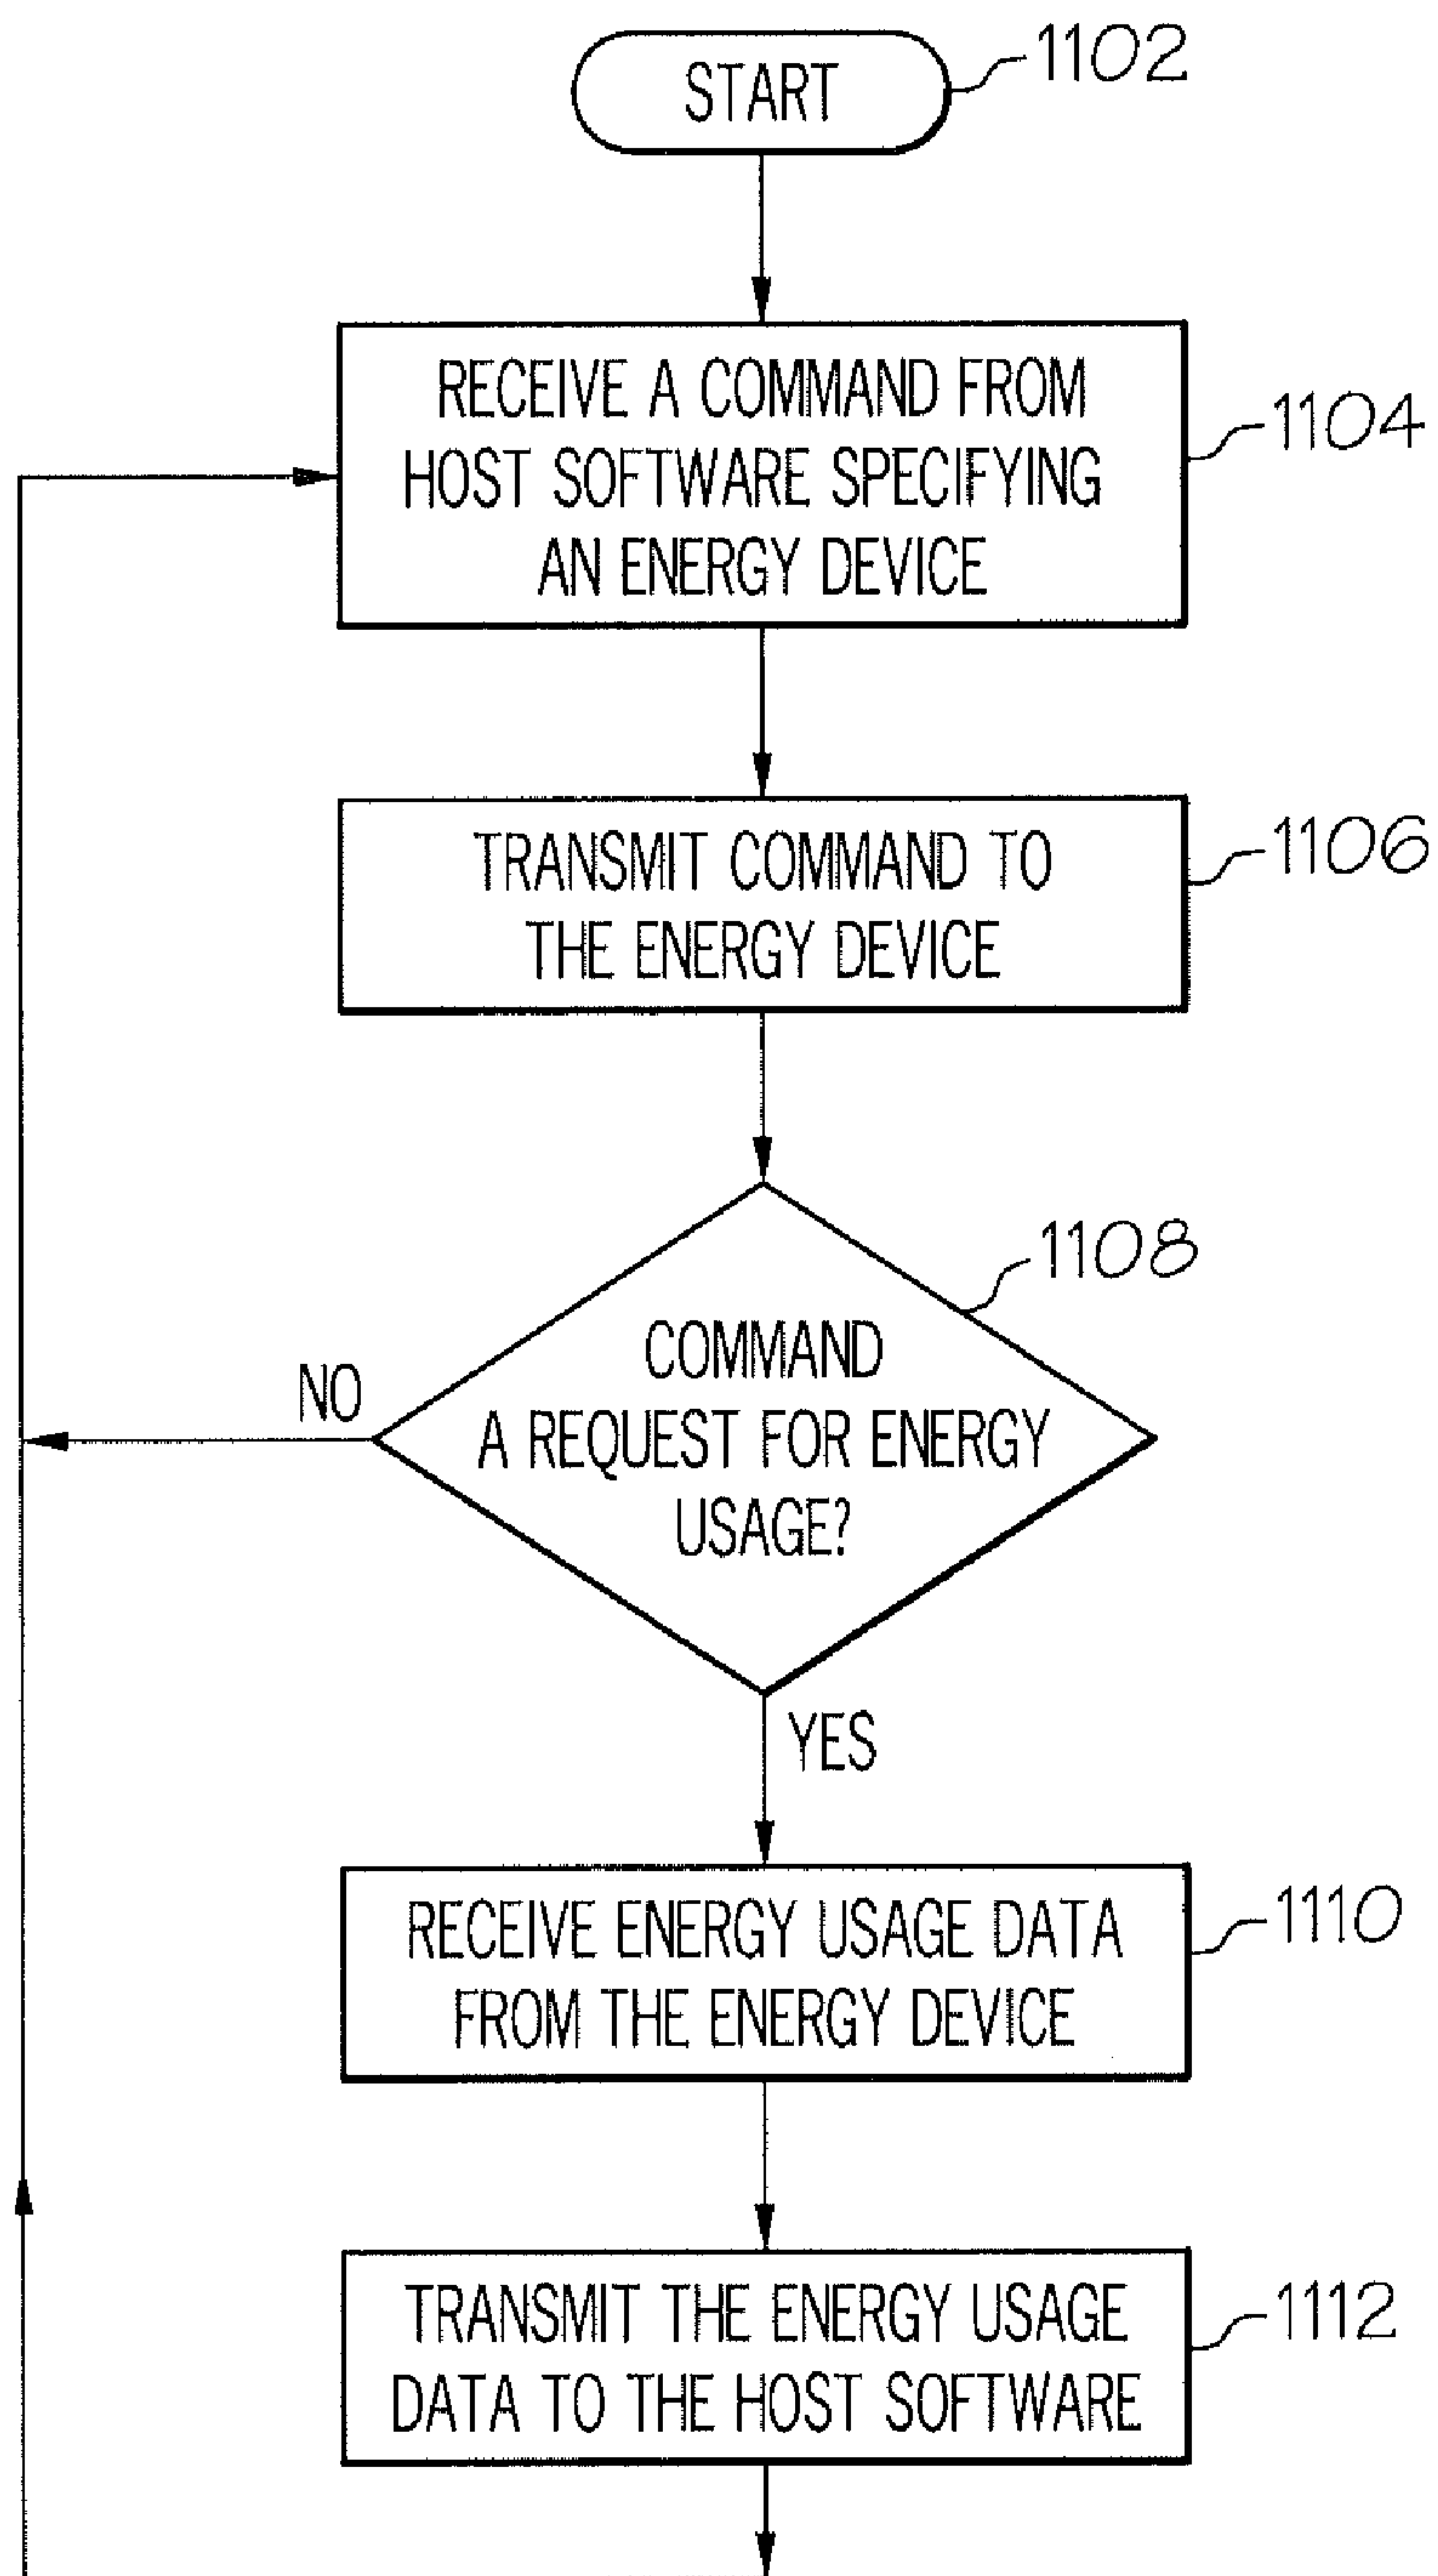 START
1102
RECEIVE A COMMAND FROM
HOST SOFTWARE SPECIFYING
AN ENERGY DEVICE
1104
TRANSMIT COMMAND TO
THE ENERGY DEVICE
1106
COMMAND
A REQUEST FOR ENERGY
USAGE?
1108
NO
YES
RECEIVE ENERGY USAGE DATA
FROM THE ENERGY DEVICE
1110
TRANSMIT THE ENERGY USAGE
DATA TO THE HOST SOFTWARE
1112